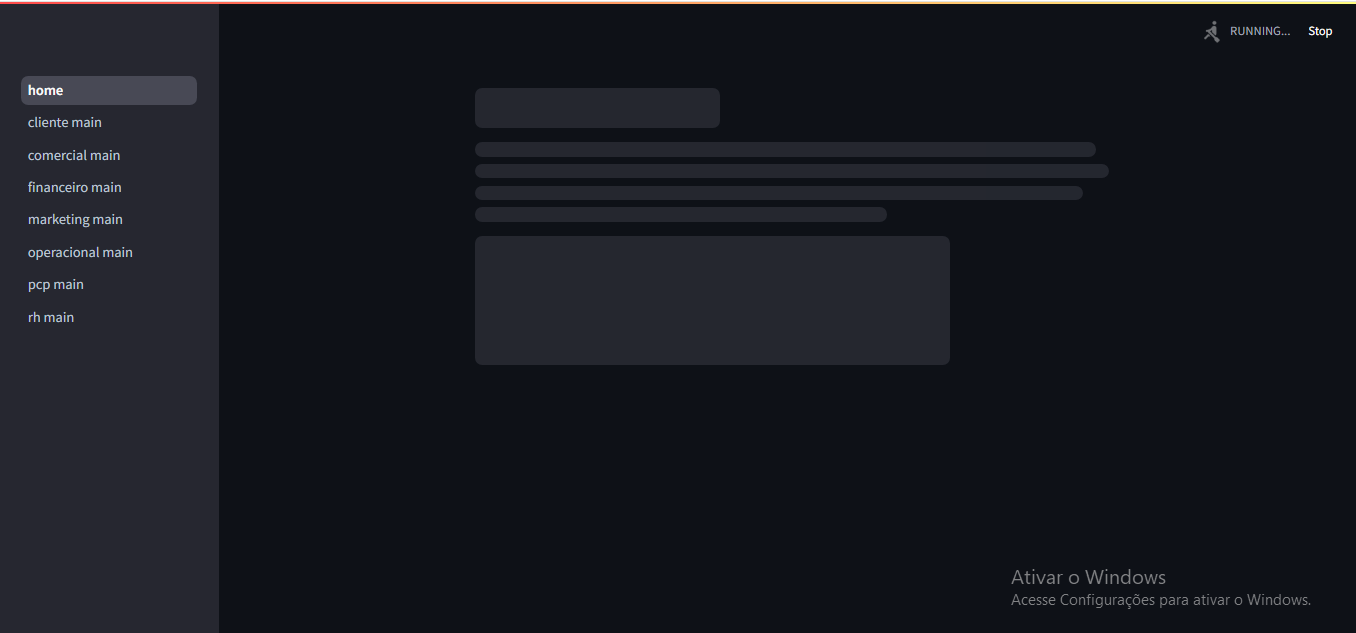 RUNNING...
Stop
home
cliente main
comercial main
financeiro main
marketing main
operacional main
pcp main
rh main
Ativar o Windows
Acesse Configurações para ativar o Windows.